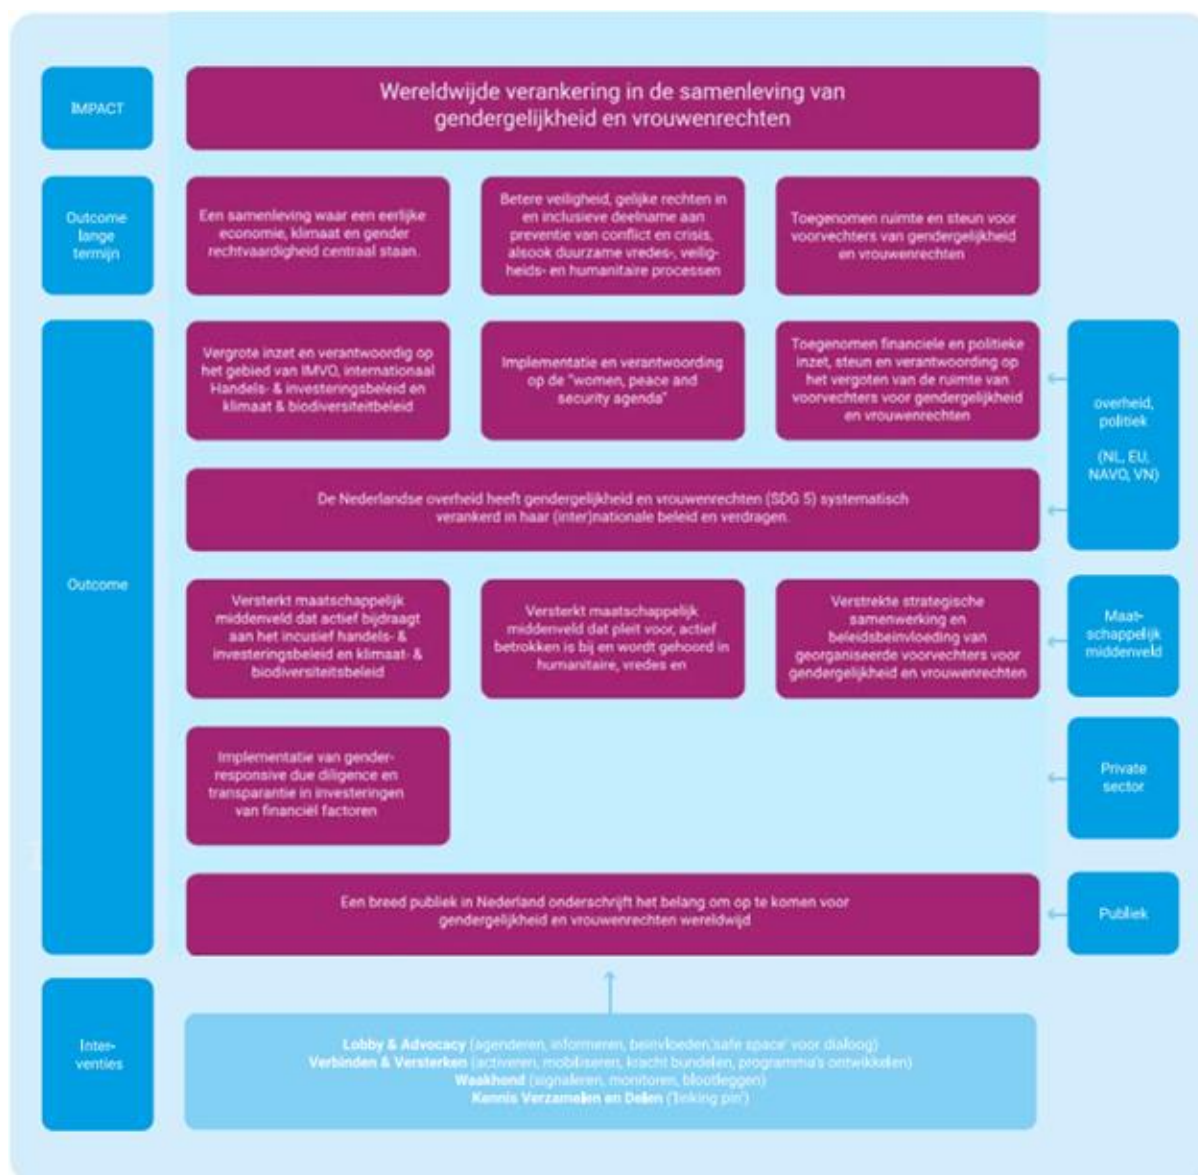 IMPACT
Wereldwijde verankering in de samenleving van
gendergelijkheid en vrouwenrechten
Outcome
lange
termijn
Een samenleving waar een eerlijke
economie, klimaat en gender
rechtvaardigheid centraal staan.
Betere veiligheid, gelijke rechten in
en inclusieve deelname aan
preventie van conflict en crisis,
alsook duurzame vredes-, veilig-
heids- en humanitaire processen
Toegenomen ruimte en steun voor
voorvechters van gendergelijkheid
en vrouwenrechten
Outcome
Vergrote inzet en verantwoordig op
het gebied van IMVO, internationaal
Handels- & investeringsbeleid en
klimaat & biodiversiteitbeleid
Implementatie en verantwoording
op de "women, peace and
security agenda"
Toegenomen financiele en politieke
inzet, steun en verantwoording op
het vergoten van de ruimte van
voorvechters voor gendergelijkheid
en vrouwenrechten
overheid,
politiek
(NL, EU,
NAVO, VN)
De Nederlandse overheid heeft gendergelijkheid en vrouwenrechten (SDG 5) systematisch
verankerd in haar (inter)nationale beleid en verdragen.
Versterkt maatschappelijk
middenveld dat actief bijdraagt
aan het incusief handels- &
investeringsbeleid en klimaat- &
biodiversiteitsbeleid
Versterkt maatschappelijk
middenveld dat pleit voor, actief
betrokken is bij en wordt gehoord in
humanitaire, vredes en
Verstrekte strategische
samenwerking en
beleidsbeinvloeding van
georganiseerde voorvechters voor
gendergelijkheid en vrouwenrechten
Maat-
schappelijk
middenveld
Implementatie van gender-
responsive due diligence en
transparantie in investeringen
van financiël factoren
Private
sector
Een breed publiek in Nederland onderschrijft het belang om op te komen voor
gendergelijkheid en vrouwenrechten wereldwijd
Publiek
Inter-
venties
Lobby & Advocacy (agenderen, informeren, beinvloeden,'safe space' voor dialoog)
Verbinden & Versterken (activeren, mobiliseren, kracht bundelen, programma's ontwikkelen)
Waakhond (signaleren, monitoren, blootleggen)
Kennis Verzamelen en Delen ('linking pin')